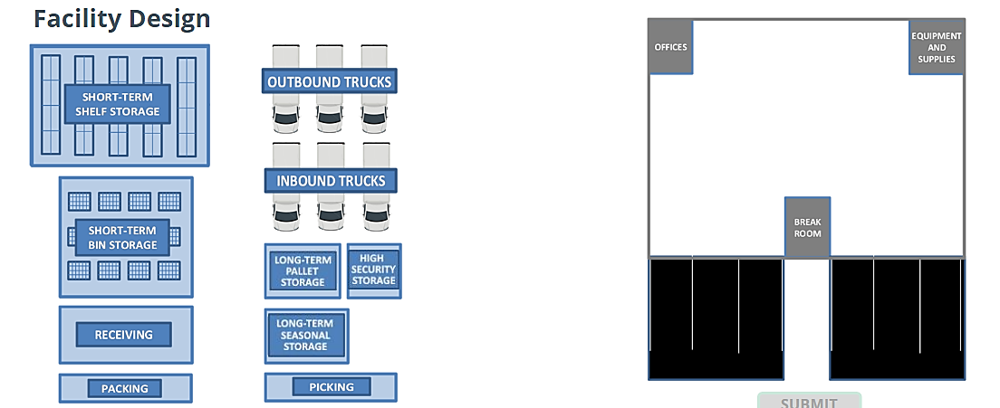 Facility Design
SHORT-TERM
SHELF STORAGE
SHORT-TERM
BIN STORAGE
RECEIVING
PACKING
OUTBOUND TRUCKS
INBOUND TRUCKS
LONG-TERM
PALLET
STORAGE
HIGH
SECURITY
STORAGE
LONG-TERM
SEASONAL
STORAGE
PICKING
OFFICES
EQUIPMENT
AND
SUPPLIES
BREAK
ROOM
SUBMIT